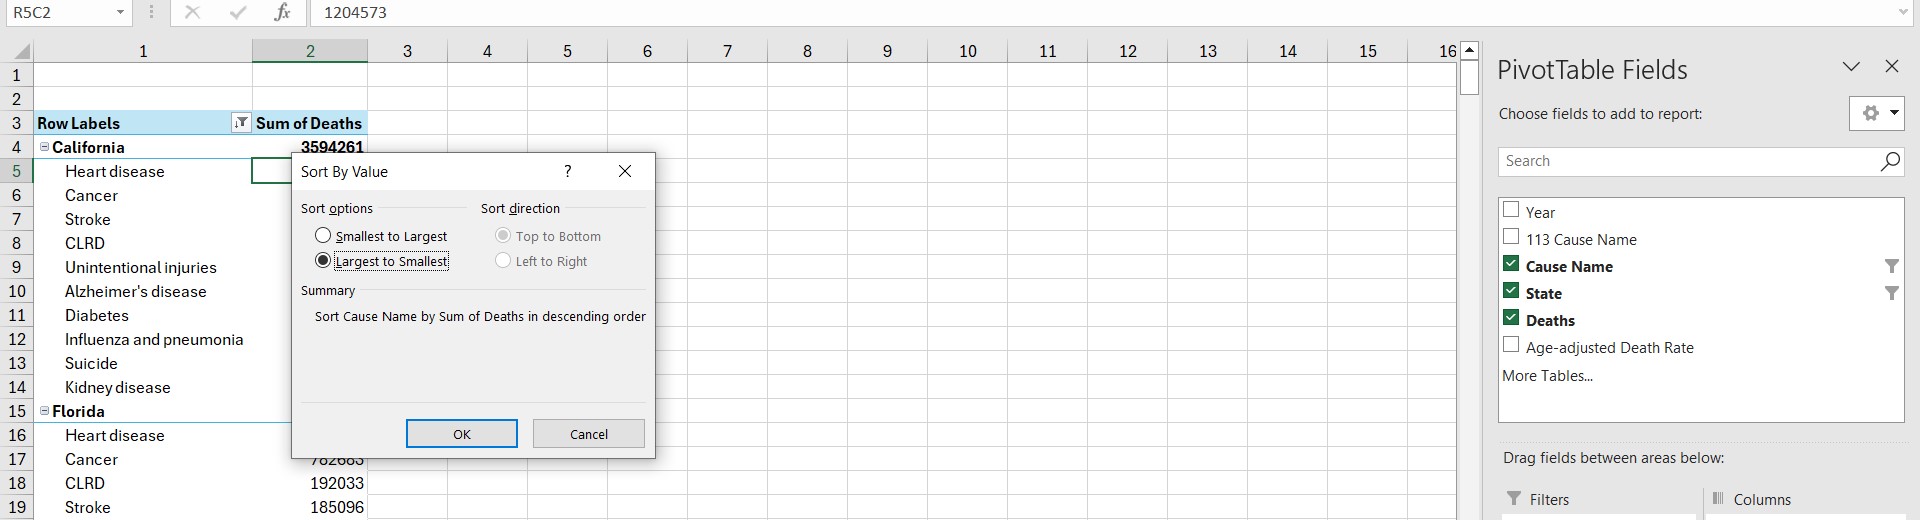 R5C2 fx 1204573
1 2 3 4 5 6 7 8 9 10 11 12 13 14 15 16
1
2
3 Row Labels Sum of Deaths
4 California 3594261
5 Heart disease
6 Cancer
7 Stroke
8 CLRD
9 Unintentional injuries
10 Alzheimer's disease
11 Diabetes
12 Influenza and pneumonia
13 Suicide
14 Kidney disease
15 Florida
16 Heart disease
17 Cancer 782683
18 CLRD 192033
19 Stroke 185096
Sort By Value ?
Sort options Sort direction
Smallest to Largest Top to Bottom
Largest to Smallest Left to Right
Summary
Sort Cause Name by Sum of Deaths in descending order
OK Cancel
PivotTable Fields
Choose fields to add to report:
Search
Year
113 Cause Name
Cause Name
State
Deaths
Age-adjusted Death Rate
More Tables...
Drag fields between areas below:
Filters Columns